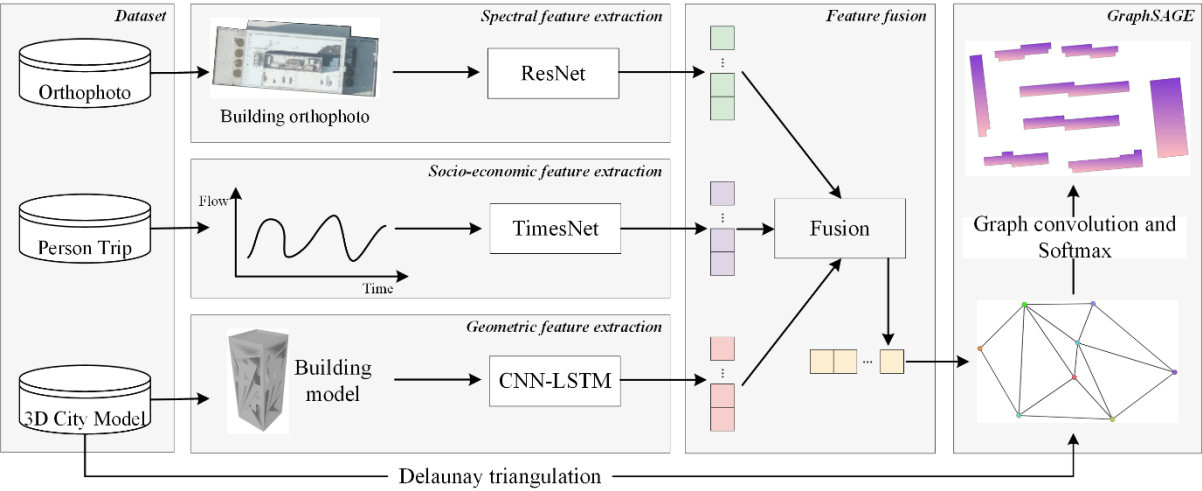 Dataset
Orthophoto
Person Trip
3D City Model
Spectral feature extraction
Building orthophoto
ResNet
Socio-economic feature extraction
Flow
Time
TimesNet
Geometric feature extraction
Building
model
CNN-LSTM
Feature fusion
...
...
Fusion
...
...
GraphSAGE
Graph convolution and
Softmax
Delaunay triangulation